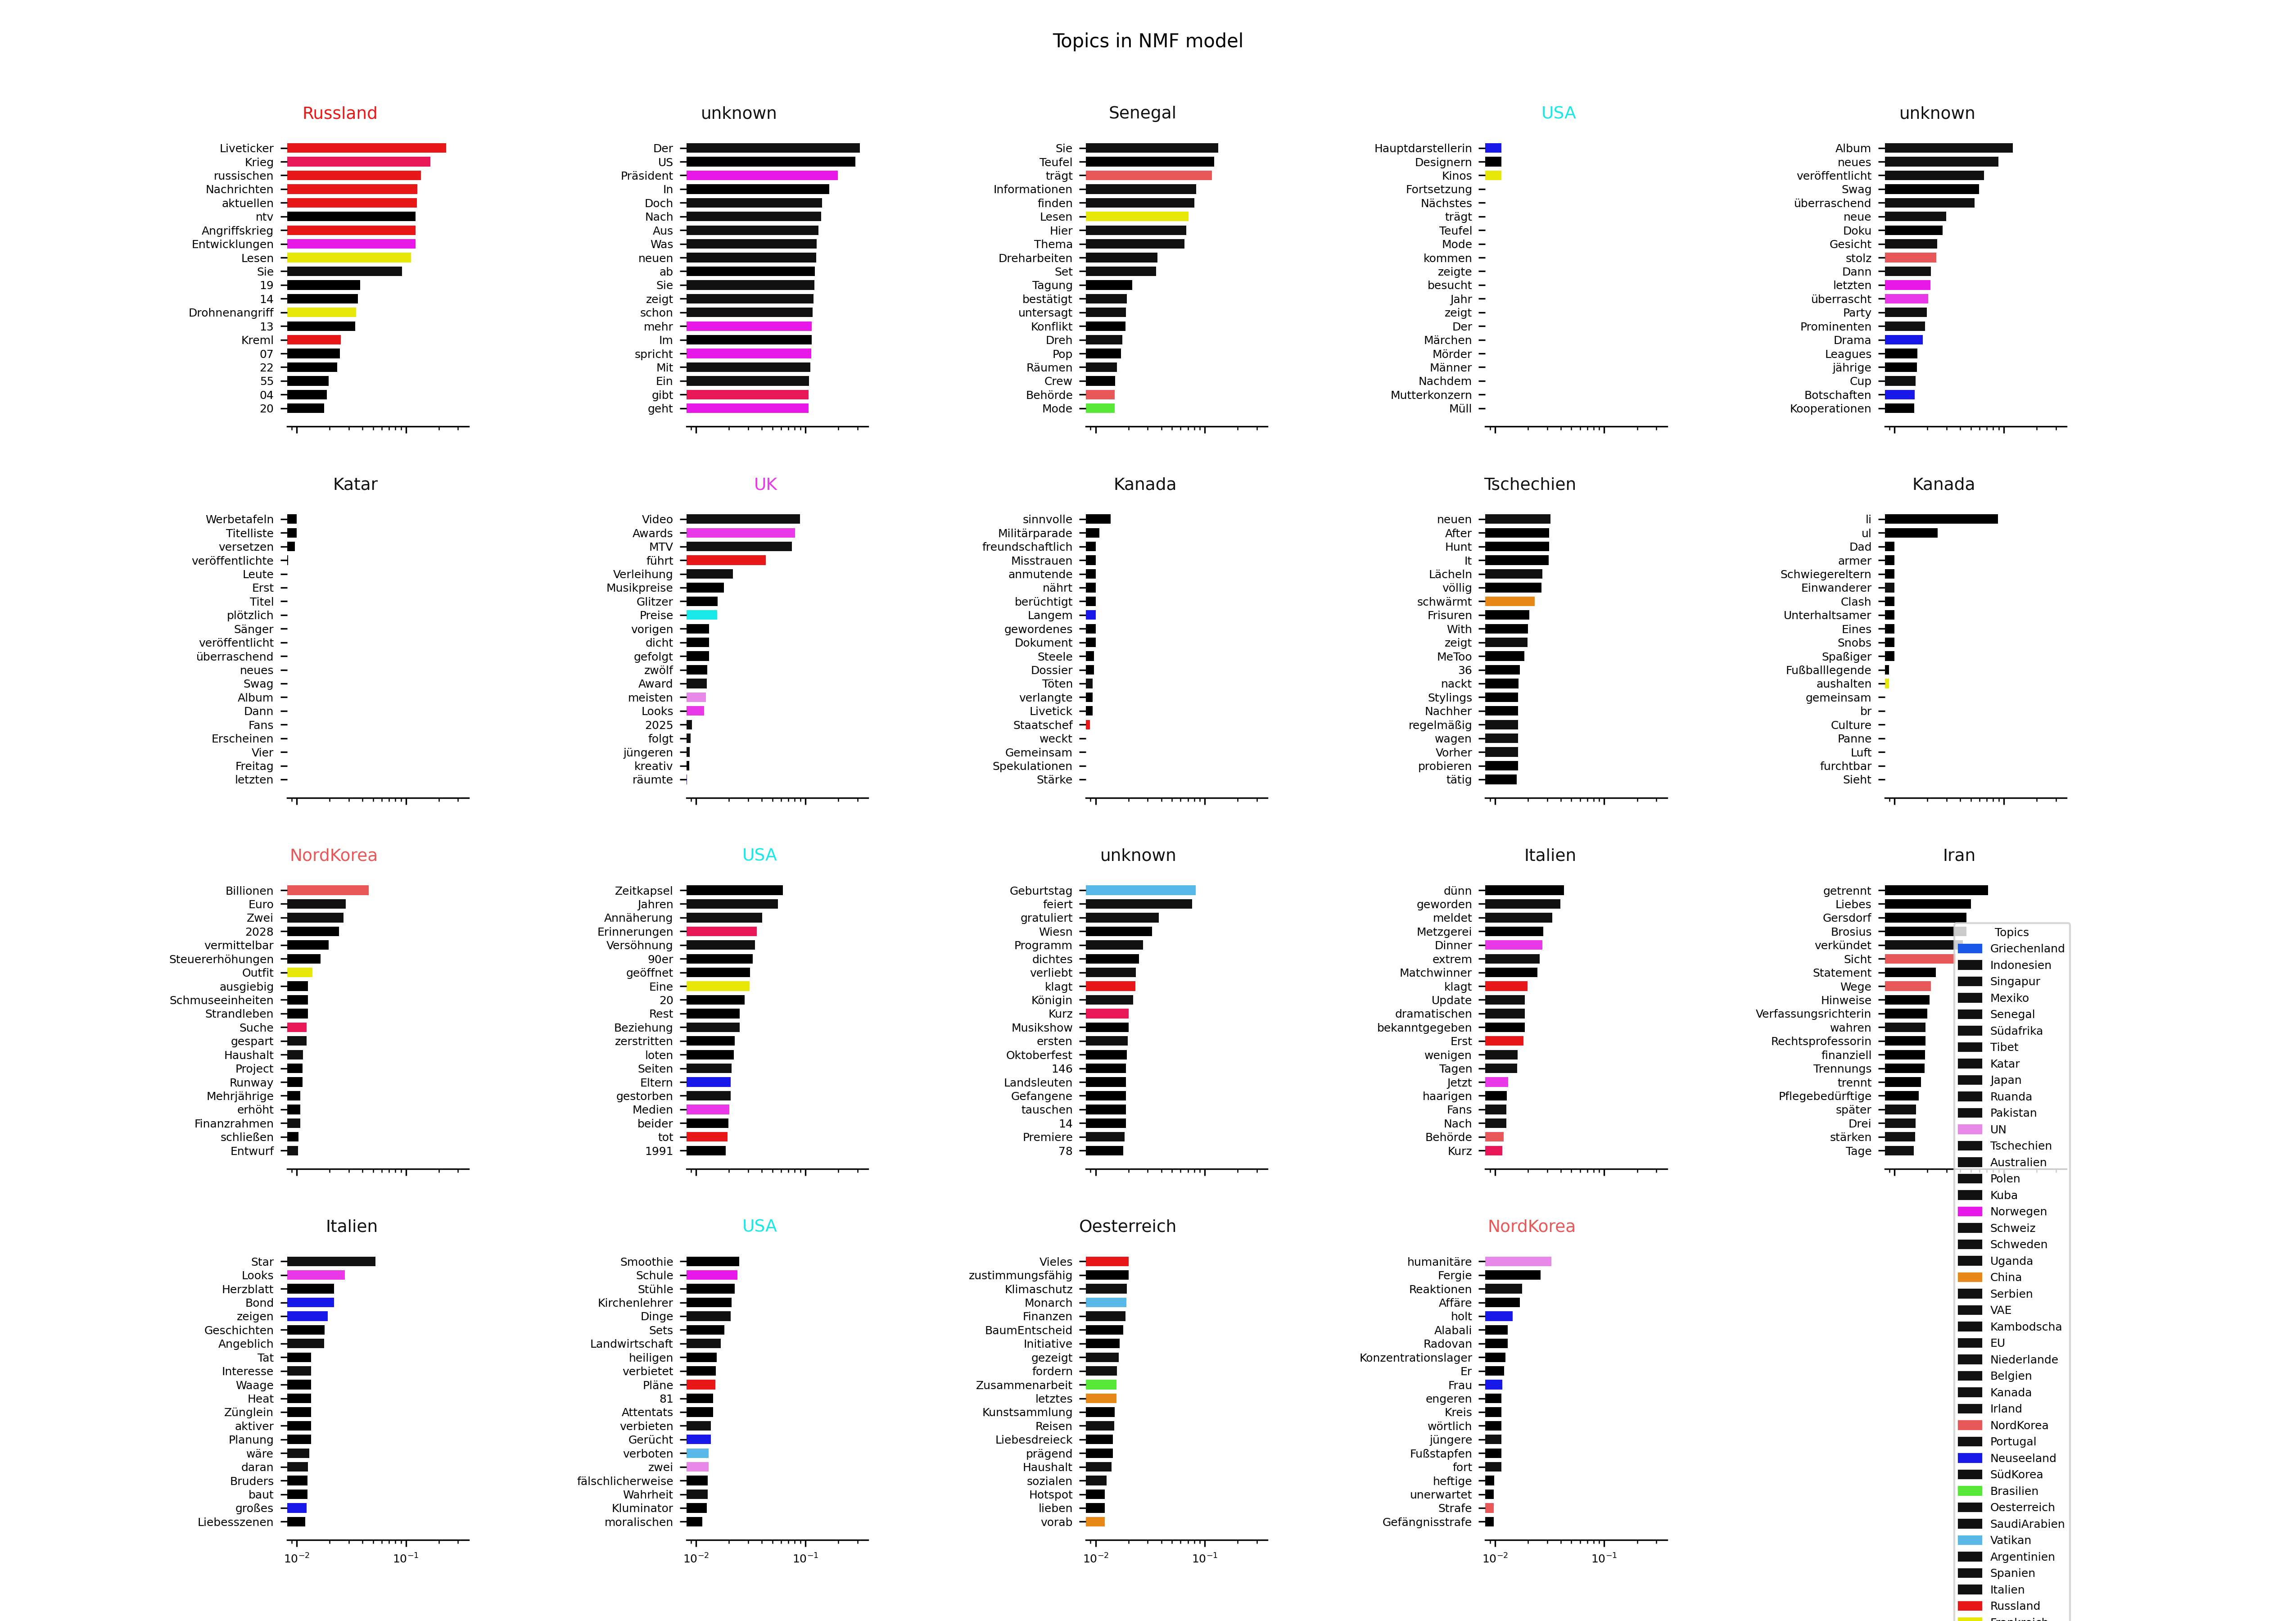 Topics in NMF model
Russland
Liveticker
Krieg
russischen
Nachrichten
aktuellen
ntv
Angriffskrieg
Entwicklungen
Lesen
Sie
19
14
Drohnenangriff
13
Kreml
07
22
55
04
20
unknown
Der
US
Präsident
In
Doch
Nach
Aus
Was
neuen
ab
Sie
zeigt
schon
mehr
Im
spricht
Mit
Ein
gibt
geht
Senegal
Sie
Teufel
trägt
Informationen
finden
Lesen
Hier
Thema
Dreharbeiten
Set
Tagung
bestätigt
untersagt
Konflikt
Dreh
Pop
Räumen
Crew
Behörde
Mode
USA
Hauptdarstellerin
Designern
Kinos
Fortsetzung
Nächstes
trägt
Teufel
Mode
kommen
zeigte
besucht
Jahr
zeigt
Der
Märchen
Mörder
Männer
Nachdem
Mutterkonzern
Müll
unknown
Album
neues
veröffentlicht
Swag
überraschend
neue
Doku
Gesicht
stolz
Dann
letzten
überrascht
Party
Prominenten
Drama
Leagues
jährige
Cup
Botschaften
Kooperationen
Katar
Werbetafeln
Titelliste
versetzen
veröffentlichte
Leute
Erst
Titel
plötzlich
Sänger
veröffentlicht
überraschend
neues
Swag
Album
Dann
Fans
Erscheinen
Vier
Freitag
letzten
UK
Video
Awards
MTV
führt
Verleihung
Musikpreise
Glitzer
Preise
vorigen
dicht
gefolgt
zwölf
Award
meisten
Looks
2025
folgt
jüngeren
kreativ
räumte
Kanada
sinnvolle
Militärparade
freundschaftlich
Misstrauen
anmutende
nährt
berüchtigt
Langem
gewordenes
Dokument
Steele
Dossier
Töten
verlangte
Livetick
Staatschef
weckt
Gemeinsam
Spekulationen
Stärke
Tschechien
neuen
After
Hunt
It
Lächeln
völlig
schwärmt
Frisuren
With
zeigt
MeToo
36
nackt
Stylings
Nachher
regelmäßig
wagen
Vorher
probieren
tätig
Kanada
li
ul
Dad
armer
Schwiegereltern
Einwanderer
Clash
Unterhaltsamer
Eines
Snobs
Spaßiger
Fußballlegende
aushalten
gemeinsam
br
Culture
Panne
Luft
furchtbar
Sieht
NordKorea
Billionen
Euro
Zwei
2028
vermittelbar
Steuererhöhungen
Outfit
ausgiebig
Schmuseeinheiten
Strandleben
Suche
gespart
Haushalt
Project
Runway
Mehrjährige
erhöht
Finanzrahmen
schließen
Entwurf
USA
Zeitkapsel
Jahren
Annäherung
Erinnerungen
Versöhnung
90er
geöffnet
Eine
20
Rest
Beziehung
zerstritten
loten
Seiten
Eltern
gestorben
Medien
beider
tot
1991
unknown
Geburtstag
feiert
gratuliert
Wiesn
Programm
dichtes
verliebt
klagt
Königin
Kurz
Musikshow
ersten
Oktoberfest
146
Landsleuten
Gefangene
tauschen
14
Premiere
78
Italien
dünn
geworden
meldet
Metzgerei
Dinner
extrem
Matchwinner
klagt
Update
dramatischen
bekanntgegeben
Erst
wenigen
Tagen
Jetzt
haarigen
Fans
Nach
Behörde
Kurz
Iran
getrennt
Liebes
Gersdorf
Brosius
verkündet
Sicht
Statement
Wege
Hinweise
Verfassungsrichterin
wahren
Rechtsprofessorin
finanziell
Trennungs
trennt
Pflegebedürftige
später
Drei
stärken
Tage
Italien
Star
Looks
Herzblatt
Bond
zeigen
Geschichten
Angeblich
Tat
Interesse
Waage
Heat
Zünglein
aktiver
Planung
wäre
daran
Bruders
baut
großes
Liebesszenen
10⁻² 10⁻¹
USA
Smoothie
Schule
Stühle
Kirchenlehrer
Dinge
Sets
Landwirtschaft
heiligen
verbietet
Pläne
81
Attentats
verbieten
Gerücht
verboten
zwei
fälschlicherweise
Wahrheit
Kluminator
moralischen
10⁻² 10⁻¹
Oesterreich
Vieles
zustimmungsfähig
Klimaschutz
Monarch
Finanzen
BaumEntscheid
Initiative
gezeigt
fordern
Zusammenarbeit
letztes
Kunstsammlung
Reisen
Liebesdreieck
prägend
Haushalt
sozialen
Hotspot
lieben
vorab
10⁻² 10⁻¹
NordKorea
humanitäre
Fergie
Reaktionen
Affäre
holt
Alabali
Radovan
Konzentrationslager
Er
Frau
engeren
Kreis
wörtlich
jüngere
Fußstapfen
fort
heftige
unerwartet
Strafe
Gefängnisstrafe
10⁻² 10⁻¹
Topics
Griechenland
Indonesien
Singapur
Mexiko
Senegal
Südafrika
Tibet
Katar
Japan
Ruanda
Pakistan
UN
Tschechien
Australien
Polen
Kuba
Norwegen
Schweiz
Schweden
Uganda
China
Serbien
VAE
Kambodscha
EU
Niederlande
Belgien
Kanada
Irland
NordKorea
Portugal
Neuseeland
SüdKorea
Brasilien
Oesterreich
SaudiArabien
Vatikan
Argentinien
Spanien
Italien
Russland
Frankreich